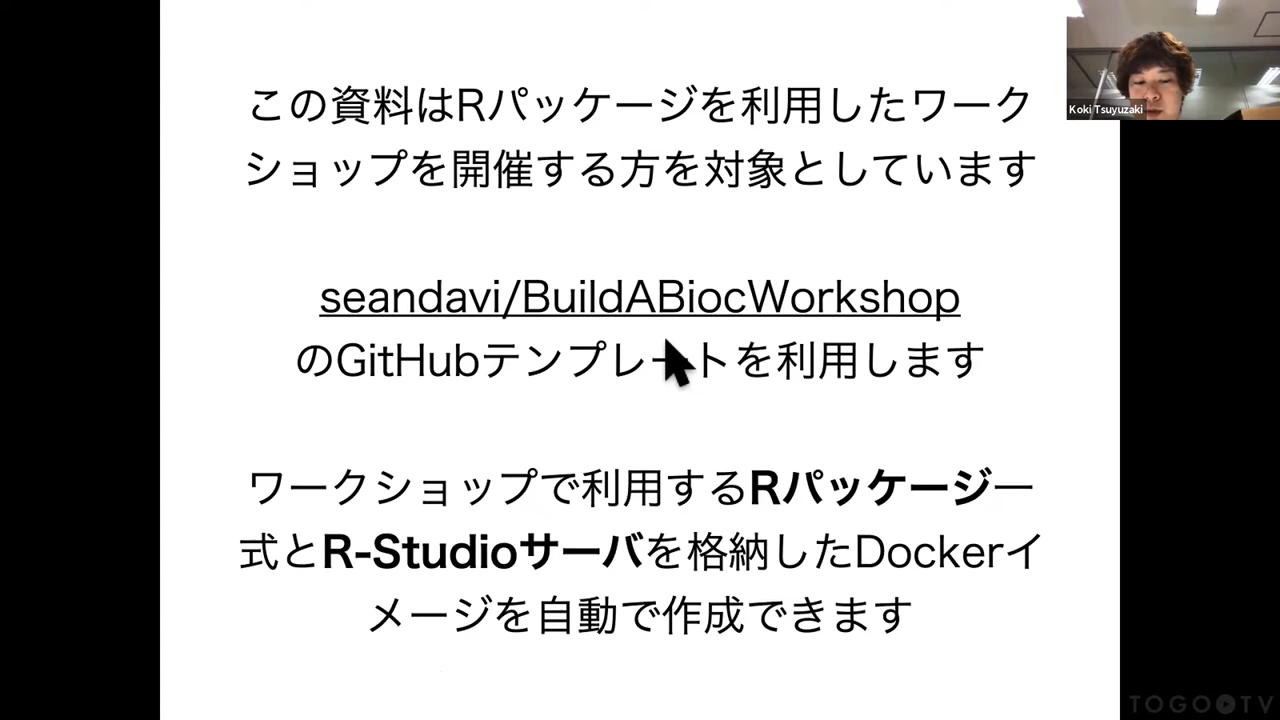 この資料はRパッケージを利用したワーク
ショップを開催する方を対象としています
seandavi/BuildABiocWorkshop
のGitHubテンプレートを利用します
ワークショップで利用するRパッケージ一
式とR-Studioサーバを格納したDockerイ
メージを自動で作成できます
Koki Tsuyuzaki
TOGO TV